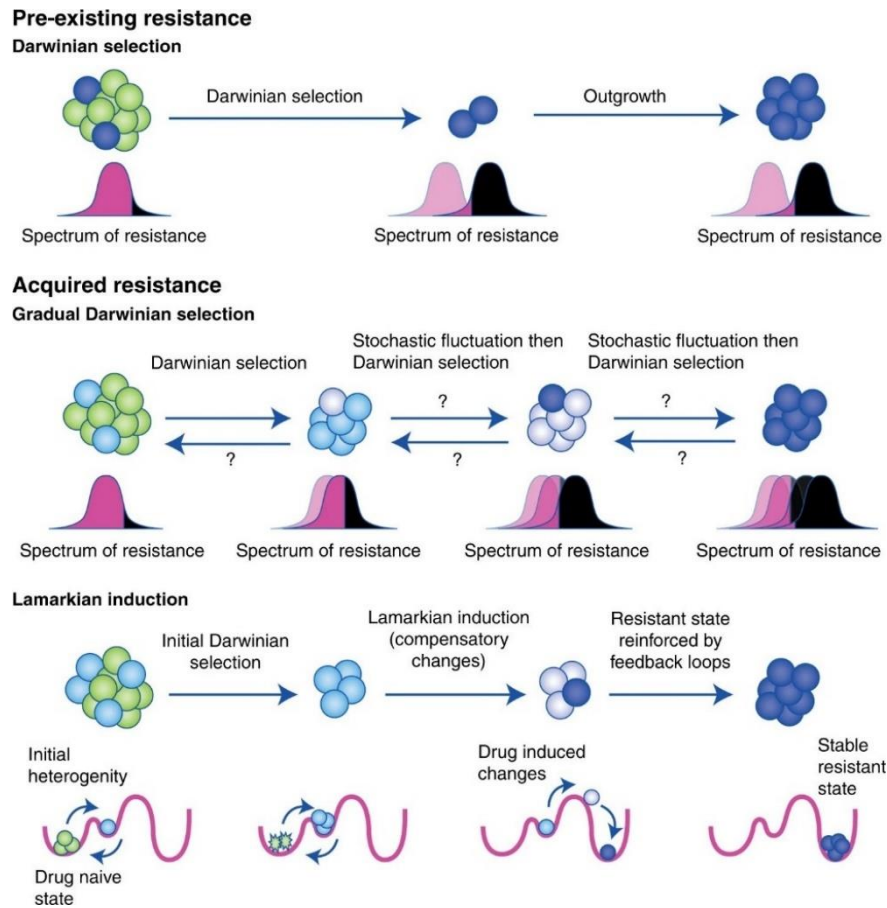 Pre-existing resistance
Darwinian selection
Darwinian selection
Outgrowth
Spectrum of resistance
Spectrum of resistance
Spectrum of resistance
Acquired resistance
Gradual Darwinian selection
Darwinian selection
Stochastic fluctuation then
Darwinian selection
Stochastic fluctuation then
Darwinian selection
?
?
?
?
?
Spectrum of resistance
Spectrum of resistance
Spectrum of resistance
Spectrum of resistance
Lamarkian induction
Initial Darwinian
selection
Lamarkian induction
(compensatory
changes)
Resistant state
reinforced by
feedback loops
Initial
heterogenity
Drug naive
state
Drug induced
changes
Stable
resistant
state